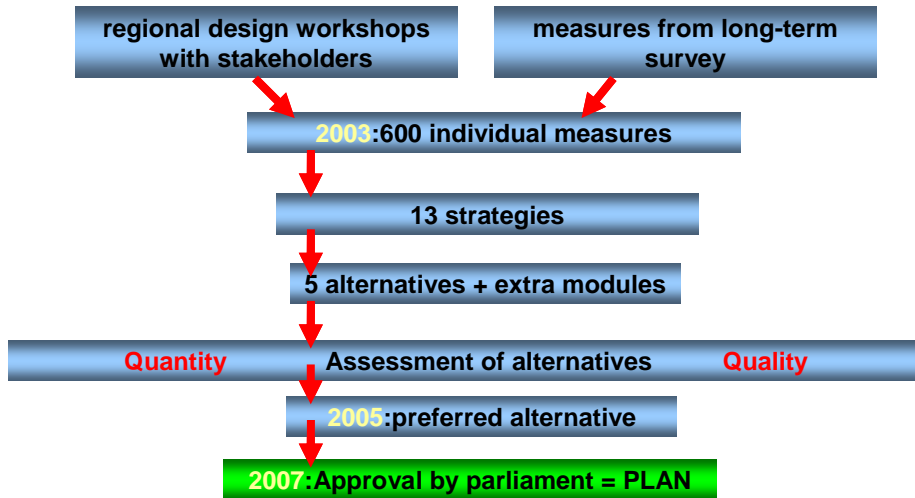 regional design workshops
with stakeholders
measures from long-term
survey
2003:600 individual measures
13 strategies
5 alternatives + extra modules
Quantity Assessment of alternatives Quality
2005:preferred alternative
2007:Approval by parliament = PLAN